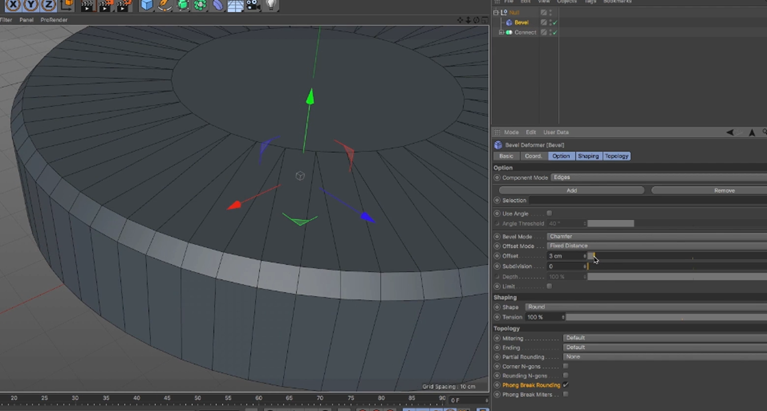 X Y Z
File Edit View Objects Tags Bookmarks
Filter Panel ProRender
Null
Bevel
Connect
Mode Edit User Data
Bevel Deformer [Bevel]
Basic Coord. Option Shaping Topology
Option
Component Mode Edges
Add Remove
Selection
Use Angle
Angle Threshold 40 °
Bevel Mode Chamfer
Offset Mode Fixed Distance
Offset 3 cm
Subdivision 0
Depth 100 %
Limit
Shaping
Shape Round
Tension 100 %
Topology
Mitering Default
Ending Default
Partial Rounding None
Corner N-gons
Rounding N-gons
Phong Break Rounding
Phong Break Miters
Grid Spacing : 10 cm
20 25 30 35 40 45 50 55 60 65 70 75 80 85 90 0 F